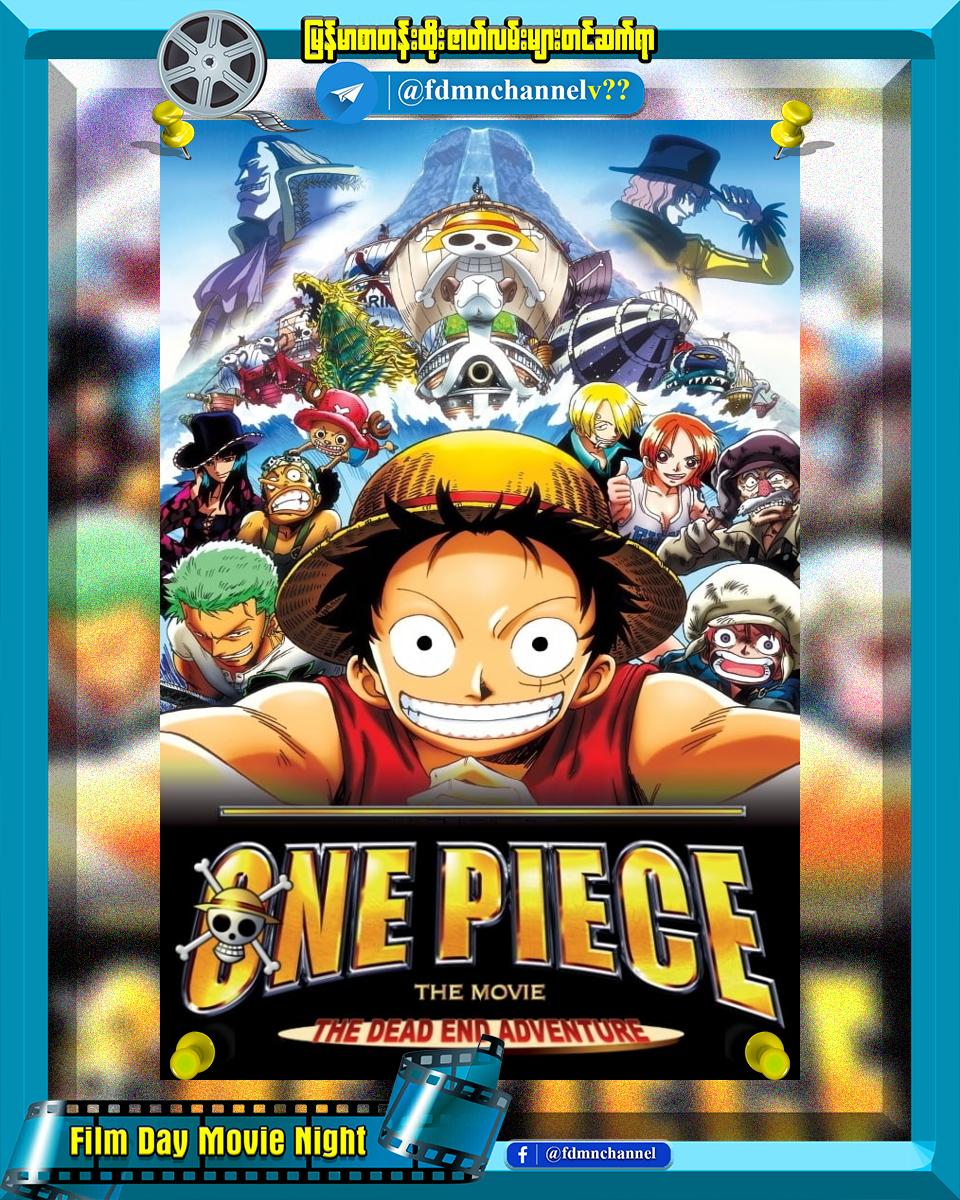 မြန်မာစာတန်းထိုးဇာတ်လမ်းများတင်ဆက်ရာ
@fdmnchannelv??
ONE PIECE
THE MOVIE
THE DEAD END ADVENTURE
Film Day Movie Night
@fdmnchannel